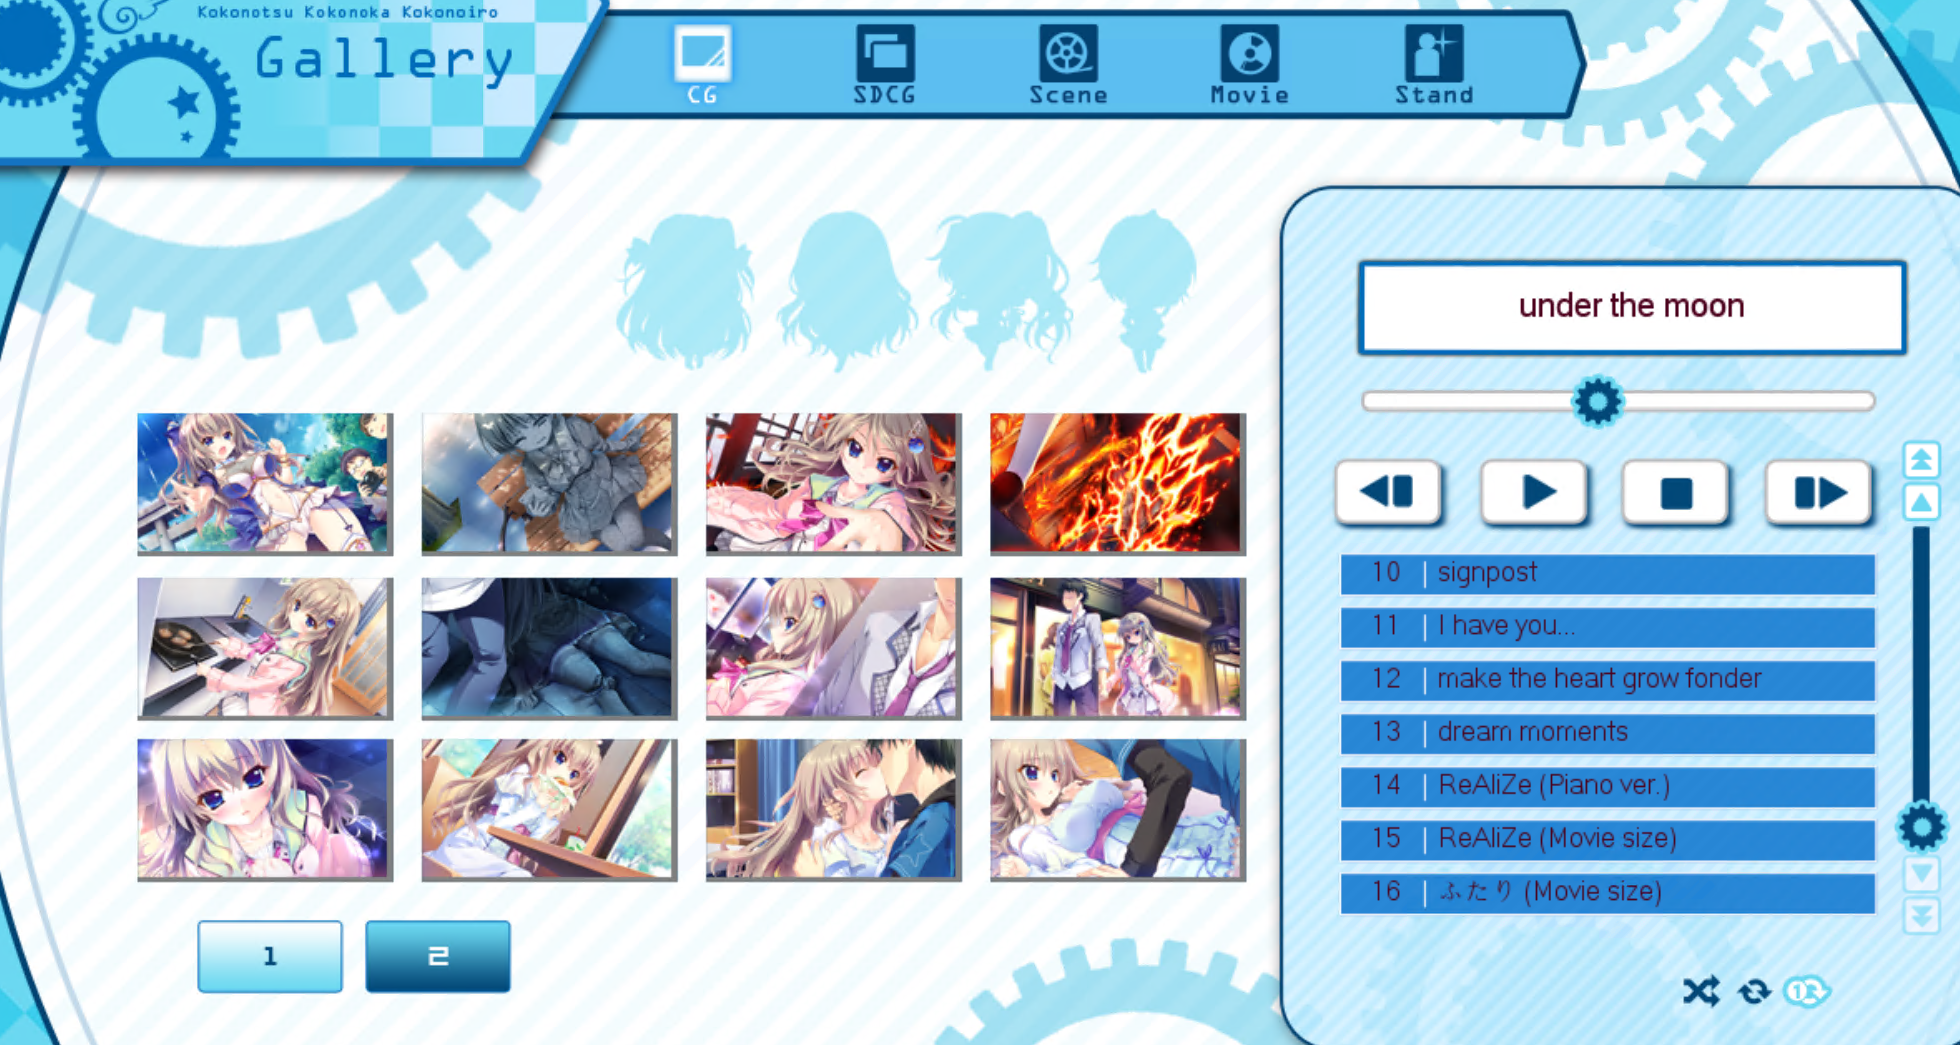 Kokonotsu Kokonoka Kokonoiro
Gallery
CG
SDCG
Scene
Movie
Stand
under the moon
10 | signpost
11 | I have you...
12 | make the heart grow fonder
13 | dream moments
14 | ReAliZe (Piano ver.)
15 | ReAliZe (Movie size)
16 | ふたり (Movie size)
1
2
1